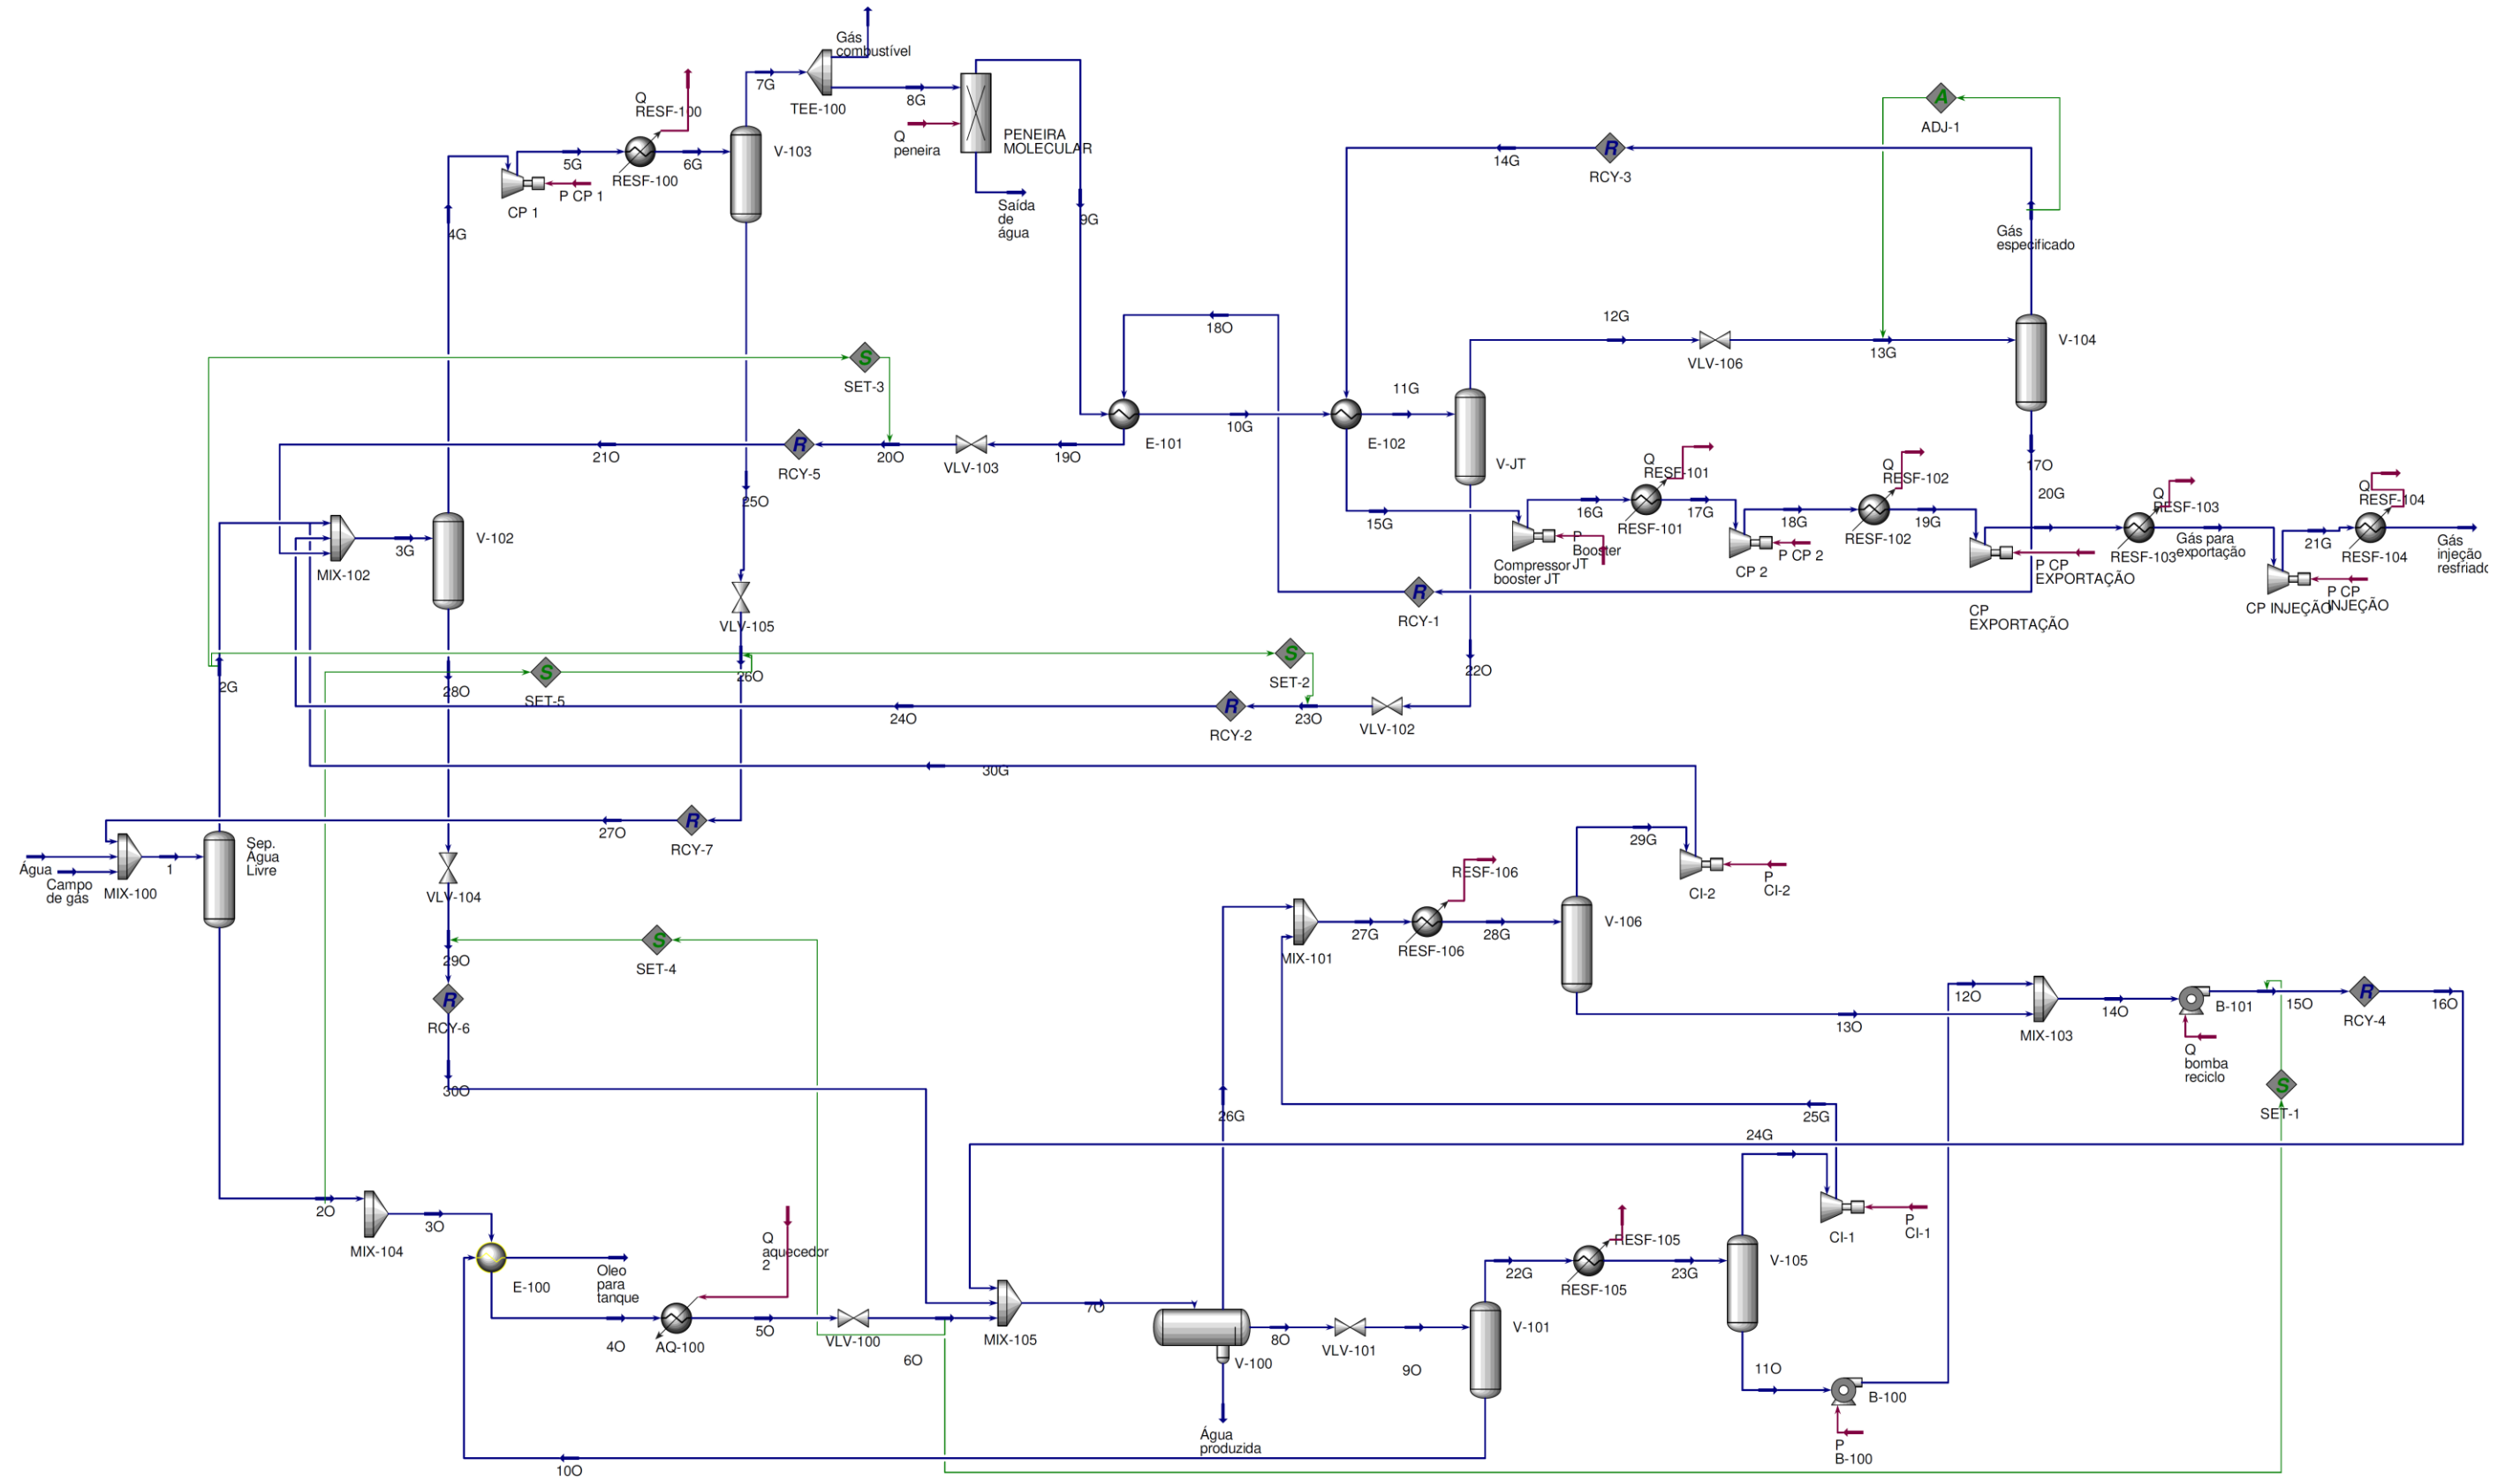 Gás
combustível
7G
TEE-100
8G
Q
RESF-100
5G
6G
RESF-100
V-103
P CP 1
CP 1
Q
peneira
PENEIRA
MOLECULAR
Saída
de
água
9G
4G
A
ADJ-1
14G
R
RCY-3
Gás
especificado
18O
12G
VLV-106
13G
V-104
S
SET-3
11G
10G
E-101
E-102
21O
R
RCY-5
20O
VLV-103
19O
V-JT
17O
25O
Q
RESF-101
16G
17G
RESF-101
Q
RESF-102
18G
19G
RESF-102
20G
Q
RESF-103
RESF-103
Gás para
exportação
Q
RESF-104
21G
RESF-104
Gás
injeção
resfriado
15G
P
Booster
JT
Compressor
booster JT
P CP 2
CP 2
P CP
EXPORTAÇÃO
CP
EXPORTAÇÃO
P CP
INJEÇÃO
CP INJEÇÃO
3G
MIX-102
V-102
VLV-105
R
RCY-1
2G
28O
S
SET-5
26O
S
SET-2
22O
24O
R
RCY-2
23O
VLV-102
30G
27O
R
RCY-7
Água
Campo
de gás
MIX-100
1
Sep.
Água
Livre
VLV-104
29G
P
CI-2
CI-2
RESF-106
27G
28G
RESF-106
V-106
MIX-101
29O
S
SET-4
R
RCY-6
30O
12O
13O
MIX-103
14O
B-101
15O
Q
bomba
reciclo
R
RCY-4
16O
S
SET-1
26G
25G
24G
2O
MIX-104
3O
E-100
Oleo
para
tanque
Q
aquecedor
2
4O
AQ-100
5O
VLV-100
6O
MIX-105
7O
V-100
8O
VLV-101
9O
V-101
22G
RESF-105
RESF-105
23G
V-105
CI-1
P
CI-1
11O
B-100
P
B-100
Água
produzida
10O